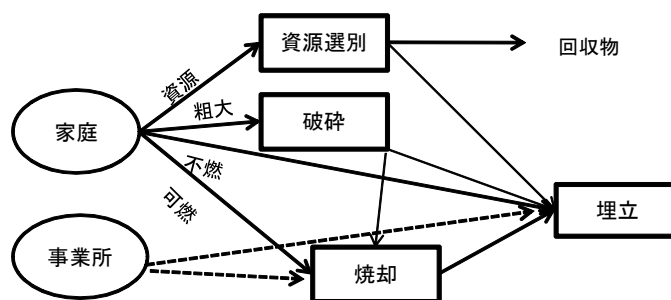 資源選別
回収物
資源
粗大
破砕
家庭
不燃
可燃
埋立
事業所
焼却